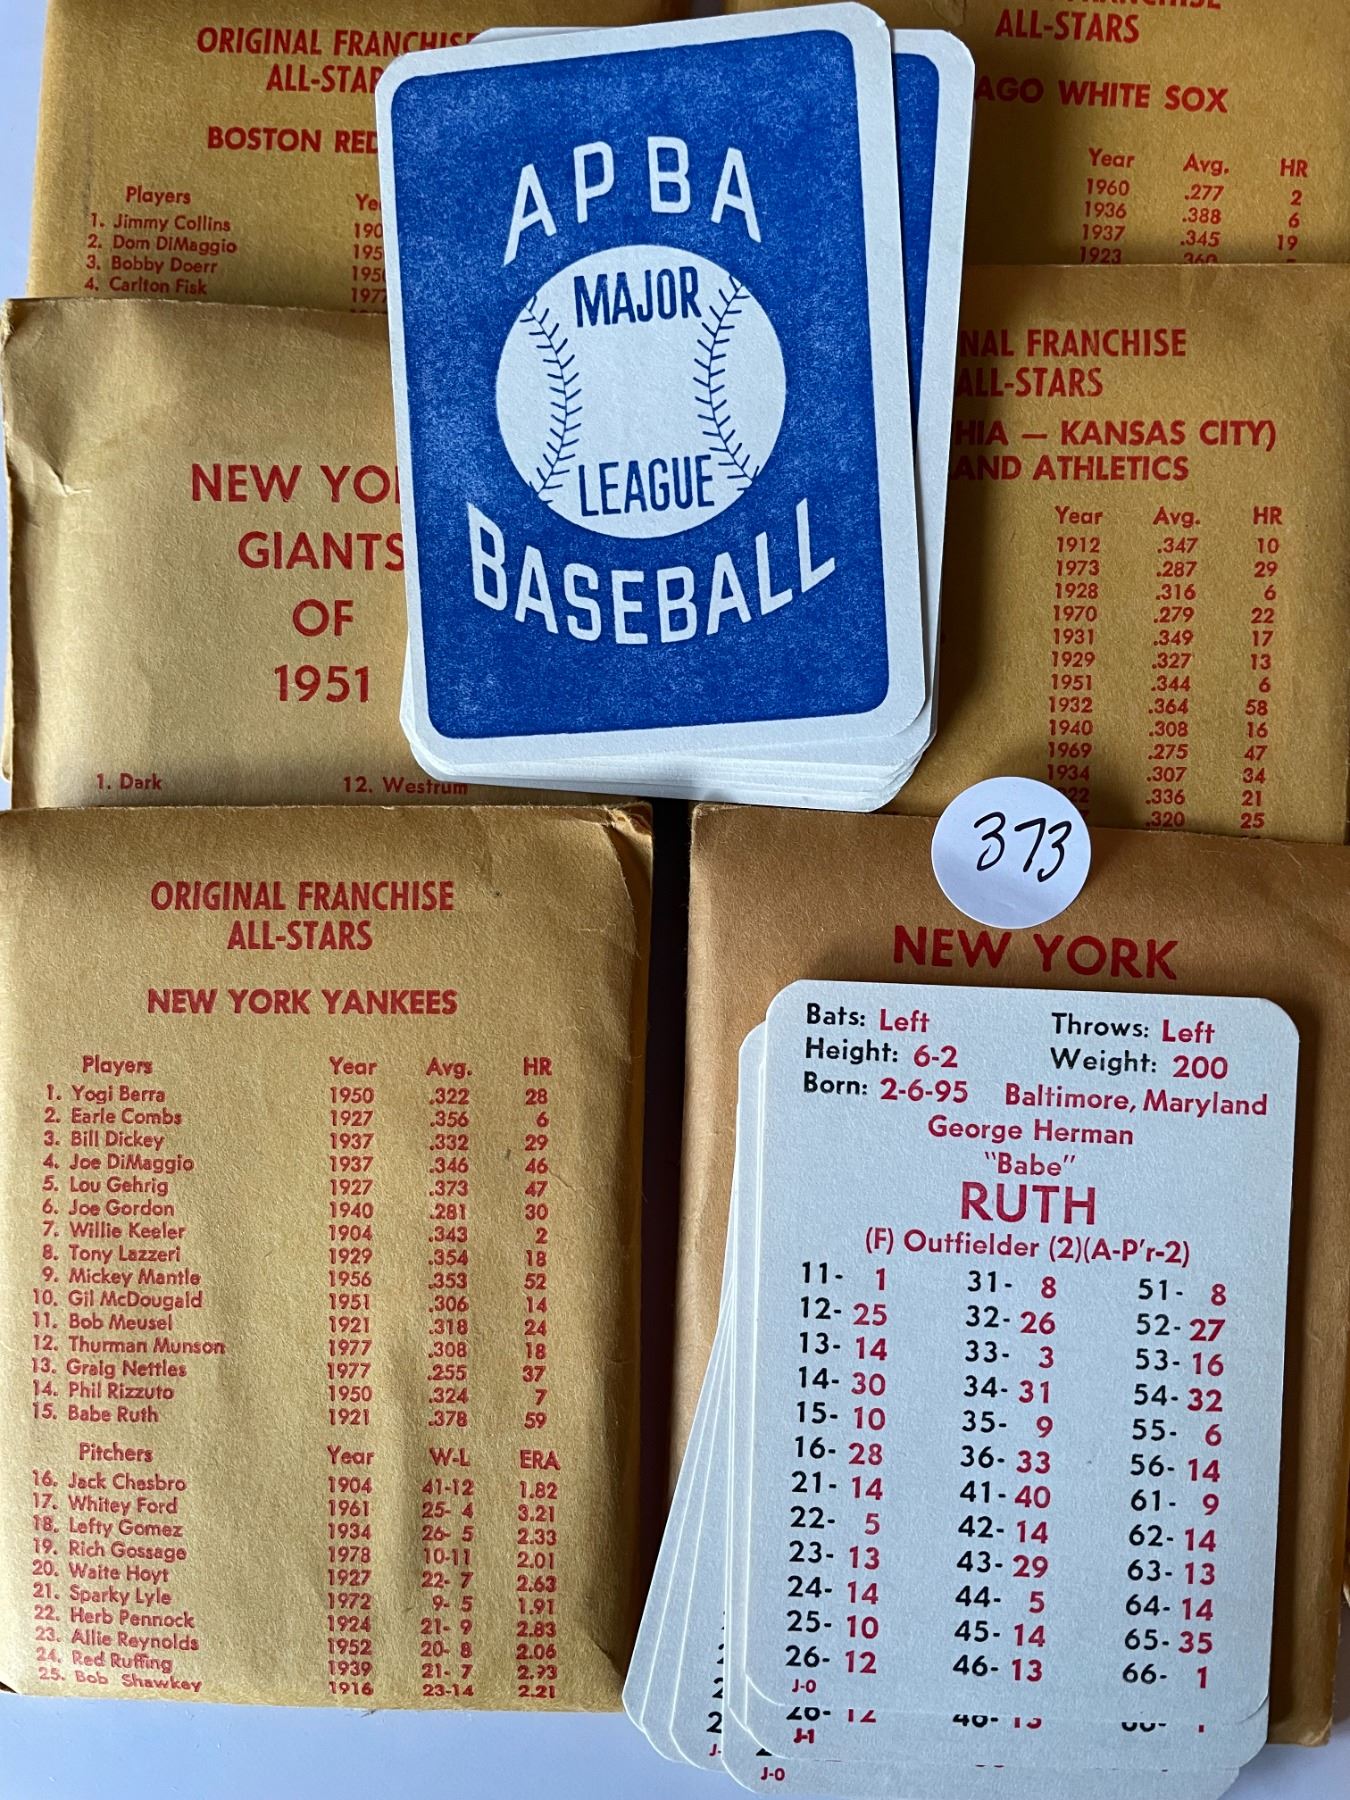 ORIGINAL FRANCHISE
ALL-STAR
BOSTON RED
Players
1. Jimmy Collins
2. Dom DiMaggio
3. Bobby Doerr
4. Carlton Fisk
190
195
195
1977
ALL-STARS
AGO WHITE SOX
Year Avg. HR
1960 .277 2
1936 .388 6
1937 .345 19
1923 .360
APBA
MAJOR
LEAGUE
BASEBALL
NEW YO
GIANTS
OF
1951
1. Dark 12. Westrum
NAL FRANCHISE
ALL-STARS
HIA — KANSAS CITY)
AND ATHLETICS
Year Avg. HR
1912 .347 10
1973 .287 29
1928 .316 6
1970 .279 22
1931 .349 17
1929 .327 13
1951 .344 6
1932 .364 58
1940 .308 16
1969 .275 47
1934 .307 34
22 .336 21
.320 25
373
ORIGINAL FRANCHISE
ALL-STARS
NEW YORK YANKEES
Players Year Avg. HR
1. Yogi Berra 1950 .322 28
2. Earle Combs 1927 .356 6
3. Bill Dickey 1937 .332 29
4. Joe DiMaggio 1937 .346 46
5. Lou Gehrig 1927 .373 47
6. Joe Gordon 1940 .281 30
7. Willie Keeler 1904 .343 2
8. Tony Lazzeri 1929 .354 18
9. Mickey Mantle 1956 .353 52
10. Gil McDougald 1951 .306 14
11. Bob Meusel 1921 .318 24
12. Thurman Munson 1977 .308 18
13. Graig Nettles 1977 .255 37
14. Phil Rizzuto 1950 .324 7
15. Babe Ruth 1921 .378 59
Pitchers Year W-L ERA
16. Jack Chesbro 1904 41-12 1.82
17. Whitey Ford 1961 25- 4 3.21
18. Lefty Gomez 1934 26- 5 2.33
19. Rich Gossage 1978 10-11 2.01
20. Waite Hoyt 1927 22- 7 2.63
21. Sparky Lyle 1972 9- 5 1.91
22. Herb Pennock 1924 21- 9 2.83
23. Allie Reynolds 1952 20- 8 2.06
24. Red Ruffing 1939 21- 7 2.93
25. Bob Shawkey 1916 23-14 2.21
NEW YORK
Bats: Left Throws: Left
Height: 6-2 Weight: 200
Born: 2-6-95 Baltimore, Maryland
George Herman
"Babe"
RUTH
(F) Outfielder (2)(A-P'r-2)
11- 1 31- 8 51- 8
12- 25 32- 26 52- 27
13- 14 33- 3 53- 16
14- 30 34- 31 54- 32
15- 10 35- 9 55- 6
16- 28 36- 33 56- 14
21- 14 41- 40 61- 9
22- 5 42- 14 62- 14
23- 13 43- 29 63- 13
24- 14 44- 5 64- 14
25- 10 45- 14 65- 35
26- 12 46- 13 66- 1
J-0
26- 12 46- 13 66- 1
J-1
J-0